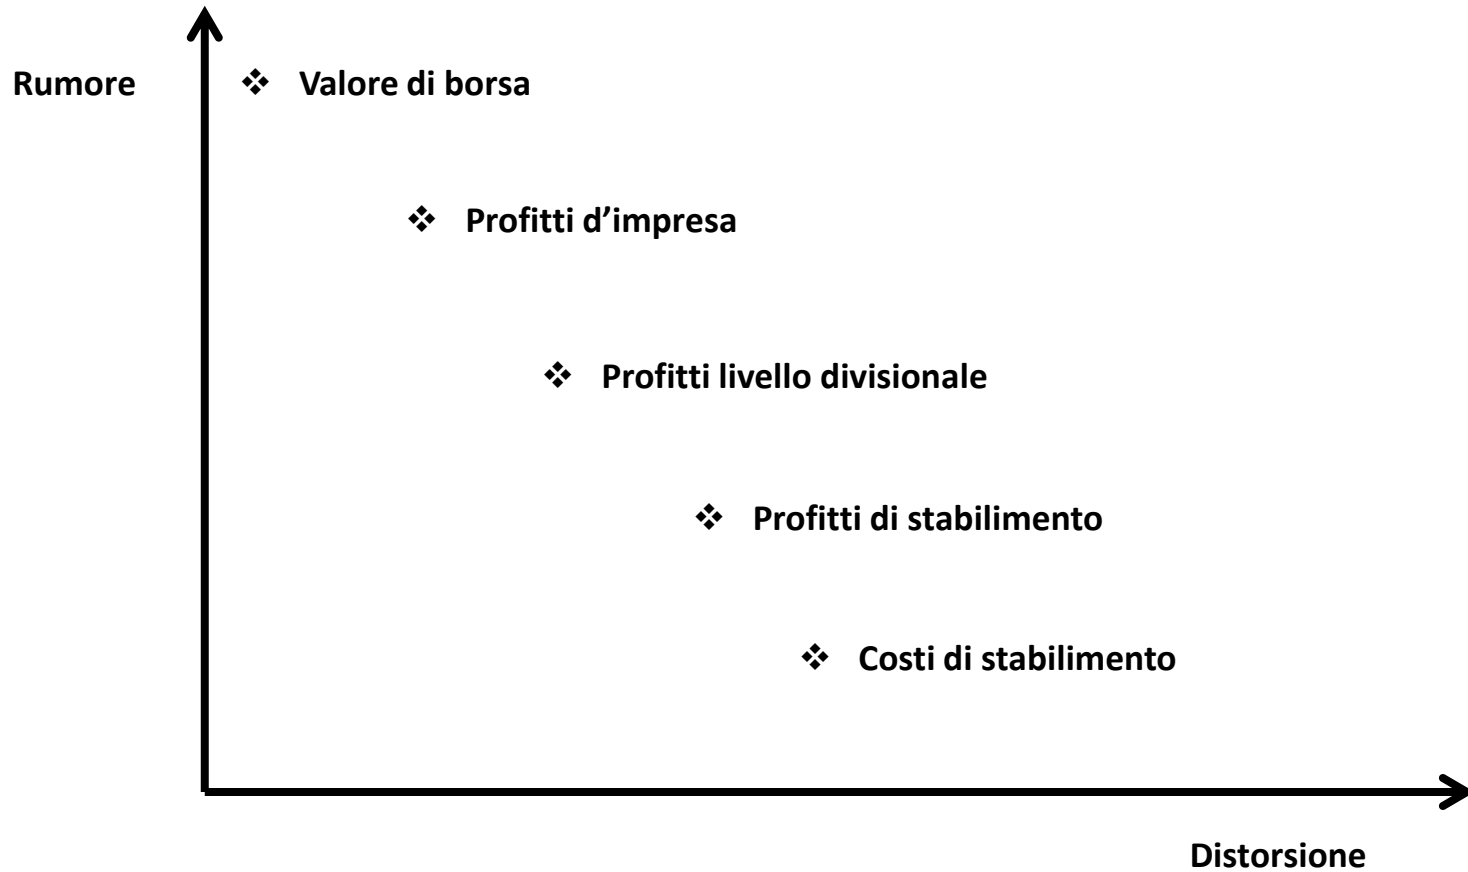 Rumore
❖ Valore di borsa
❖ Profitti d’impresa
❖ Profitti livello divisionale
❖ Profitti di stabilimento
❖ Costi di stabilimento
Distorsione